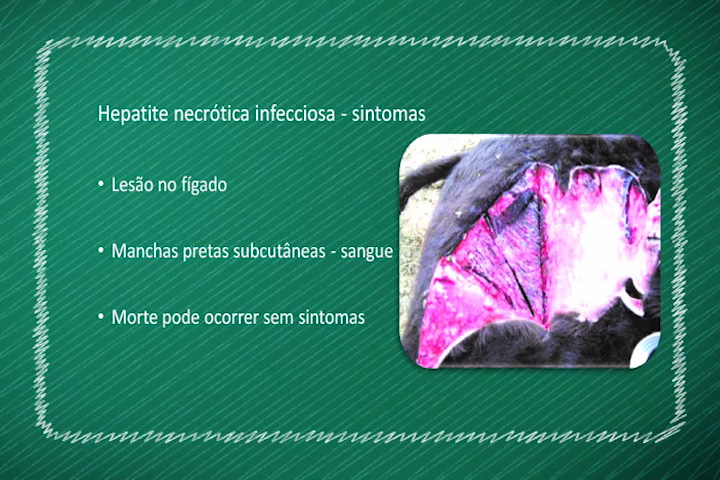 Hepatite necrótica infecciosa - sintomas
• Lesão no fígado
• Manchas pretas subcutâneas - sangue
• Morte pode ocorrer sem sintomas